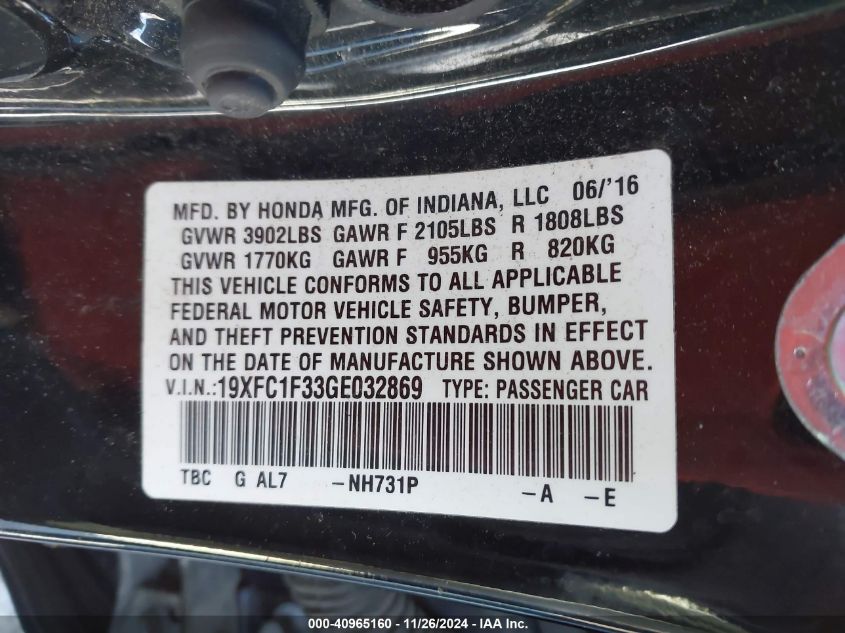 MFD. BY HONDA MFG. OF INDIANA, LLC 06/'16
GVWR 3902LBS GAWR F 2105LBS R 1808LBS
GVWR 1770KG GAWR F 955KG R 820KG
THIS VEHICLE CONFORMS TO ALL APPLICABLE
FEDERAL MOTOR VEHICLE SAFETY, BUMPER,
AND THEFT PREVENTION STANDARDS IN EFFECT
ON THE DATE OF MANUFACTURE SHOWN ABOVE.
V.I.N.:19XFC1F33GE032869 TYPE: PASSENGER CAR
TBC G AL7 -NH731P -A -E
000-40965160 - 11/26/2024 - IAA Inc.